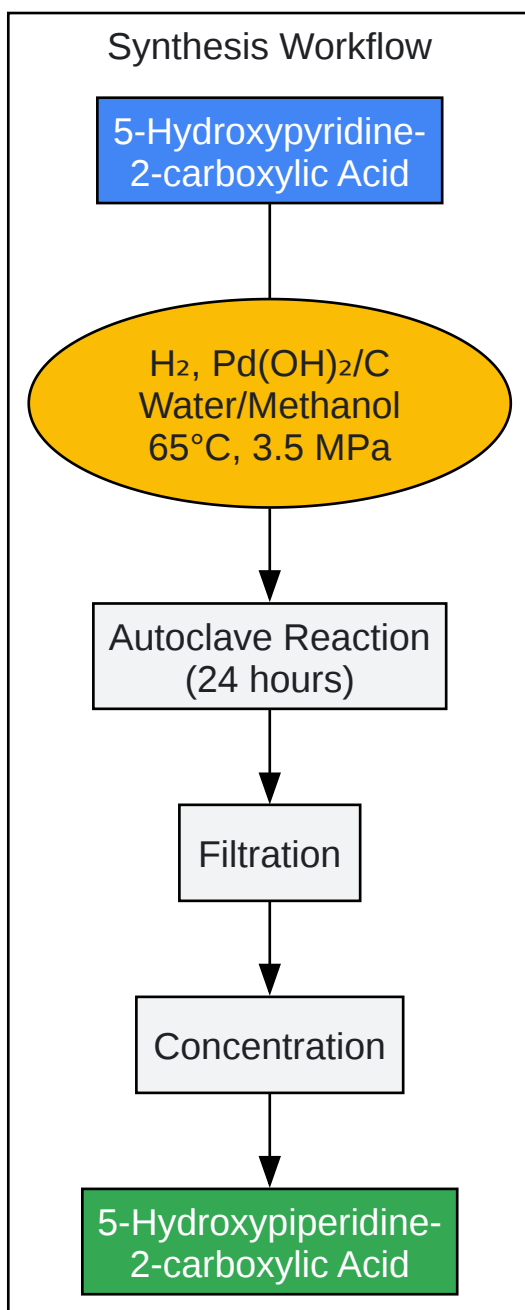 Synthesis Workflow
5-Hydroxypyridine-
2-carboxylic Acid
H₂, Pd(OH)₂/C
Water/Methanol
65°C, 3.5 MPa
Autoclave Reaction
(24 hours)
Filtration
Concentration
5-Hydroxypiperidine-
2-carboxylic Acid